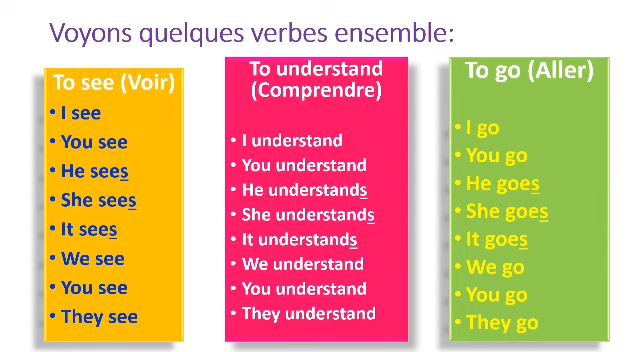 Voyons quelques verbes ensemble:
To see (Voir)
• I see
• You see
• He sees
• She sees
• It sees
• We see
• You see
• They see
To understand
(Comprendre)
• I understand
• You understand
• He understands
• She understands
• It understands
• We understand
• You understand
• They understand
To go (Aller)
• I go
• You go
• He goes
• She goes
• It goes
• We go
• You go
• They go